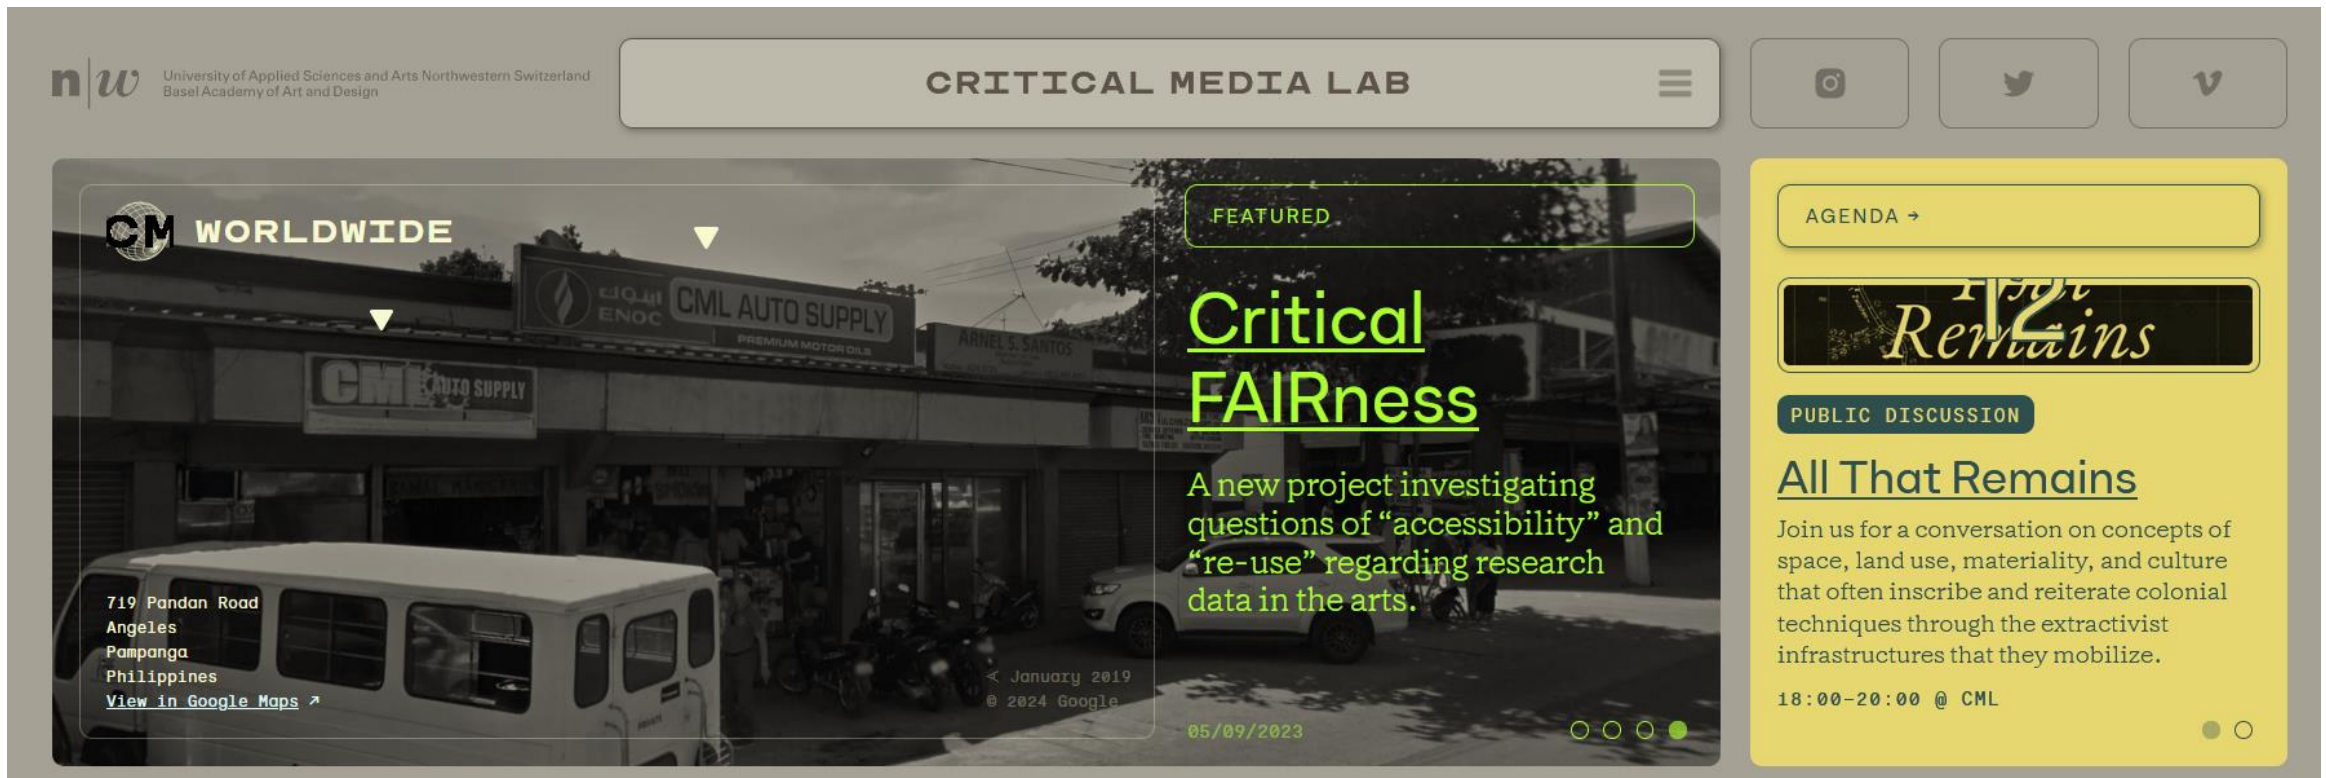 n|w
University of Applied Sciences and Arts Northwestern Switzerland
Basel Academy of Art and Design
CRITICAL MEDIA LAB
CM WORLDWIDE
اينوك
ENOC
CML AUTO SUPPLY
PREMIUM MOTOR OILS
ARNEL S. SANTOS
CML AUTO SUPPLY
719 Pandan Road
Angeles
Pampanga
Philippines
View in Google Maps ↗
< January 2019
© 2024 Google
FEATURED
Critical
FAIRness
A new project investigating
questions of “accessibility” and
“re-use” regarding research
data in the arts.
05/09/2023
AGENDA →
12
Remains
PUBLIC DISCUSSION
All That Remains
Join us for a conversation on concepts of
space, land use, materiality, and culture
that often inscribe and reiterate colonial
techniques through the extractivist
infrastructures that they mobilize.
18:00–20:00 @ CML